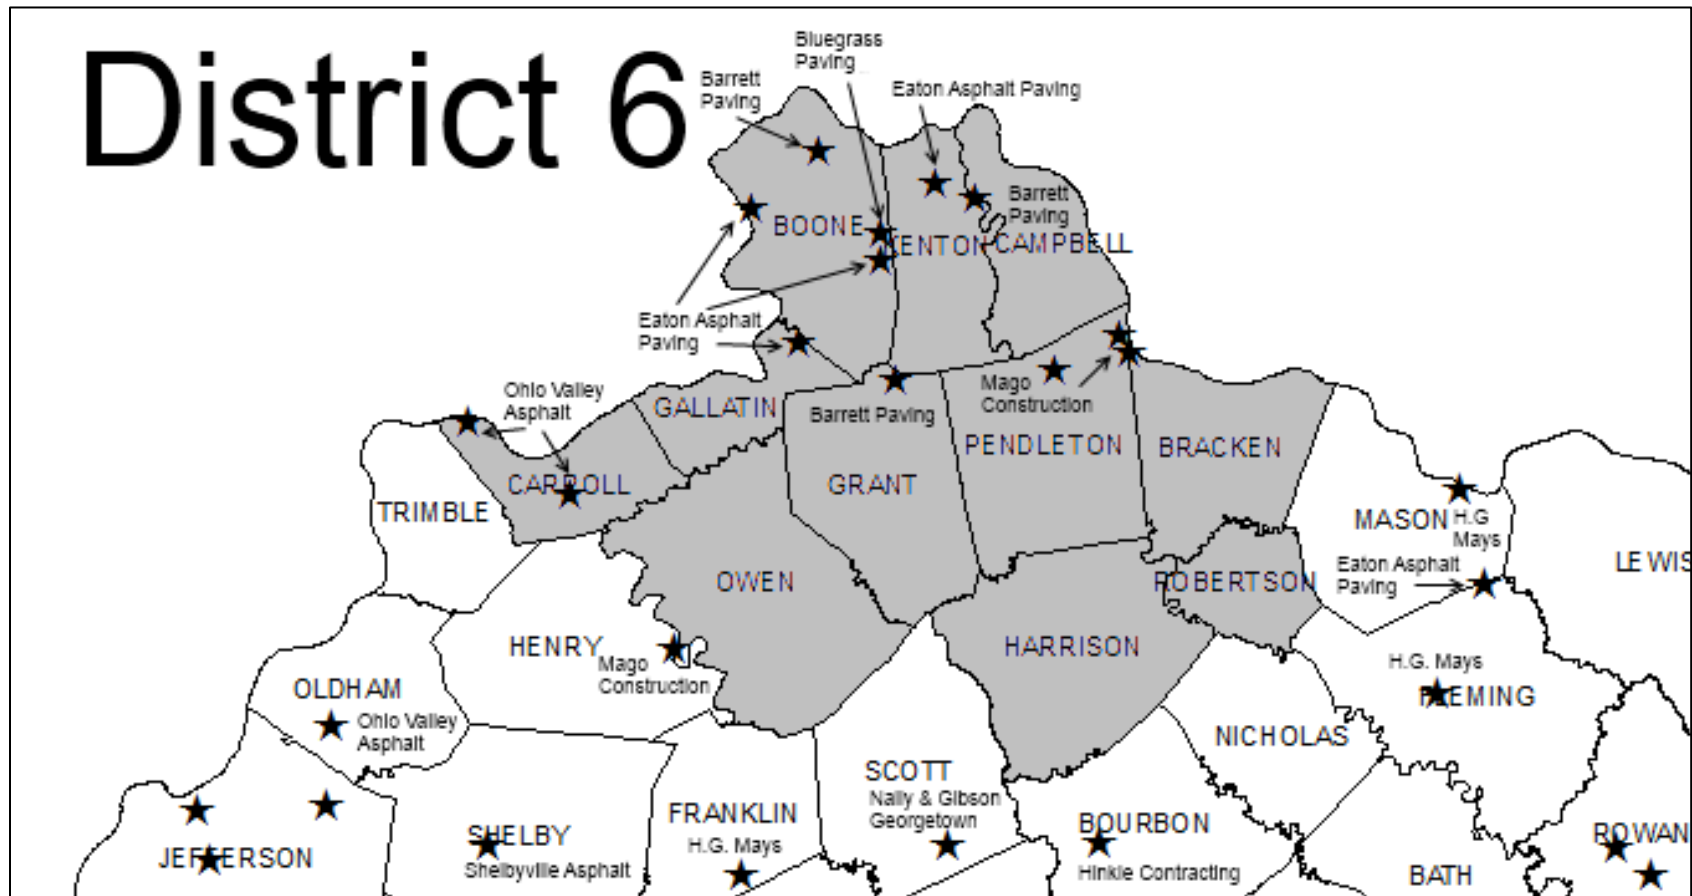 District 6
Bluegrass
Paving
Barrett
Paving
Eaton Asphalt Paving
Barrett
Paving
BOONE
KENTON
CAMPBELL
Eaton Asphalt
Paving
Ohio Valley
Asphalt
GALLATIN
Barrett Paving
Mago
Construction
PENDLETON
BRACKEN
CARROLL
GRANT
TRIMBLE
MASON
H.G
Mays
Eaton Asphalt
Paving
LEWIS
OWEN
ROBERTSON
HENRY
Mago
Construction
HARRISON
H.G. Mays
FLEMING
OLDHAM
Ohio Valley
Asphalt
NICHOLAS
SCOTT
Nally & Gibson
Georgetown
FRANKLIN
H.G. Mays
BOURBON
Hinkle Contracting
ROWAN
JEFFERSON
SHELBY
Shelbyville Asphalt
BATH